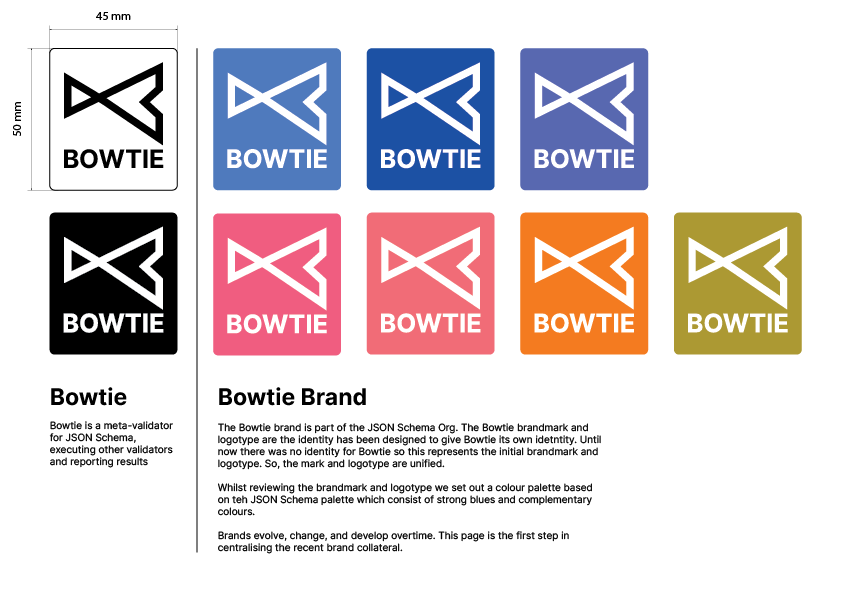 45 mm
50 mm
BOWTIE
BOWTIE
BOWTIE
BOWTIE
BOWTIE
BOWTIE
BOWTIE
BOWTIE
BOWTIE
Bowtie
Bowtie is a meta-validator
for JSON Schema,
executing other validators
and reporting results
Bowtie Brand
The Bowtie brand is part of the JSON Schema Org. The Bowtie brandmark and
logotype are the identity has been designed to give Bowtie its own idetntity. Until
now there was no identity for Bowtie so this represents the initial brandmark and
logotype. So, the mark and logotype are unified.
Whilst reviewing the brandmark and logotype we set out a colour palette based
on teh JSON Schema palette which consist of strong blues and complementary
colours.
Brands evolve, change, and develop overtime. This page is the first step in
centralising the recent brand collateral.